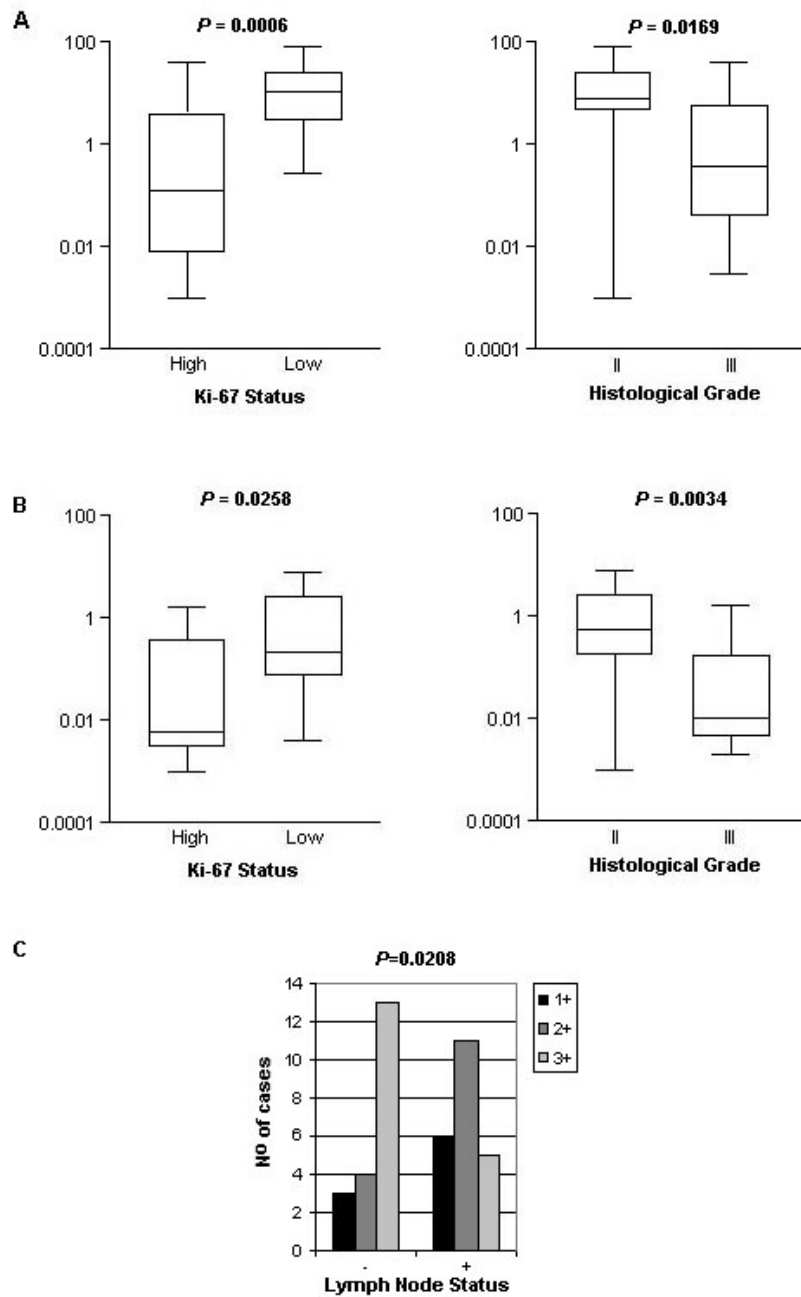 A
P = 0.0006
P = 0.0169
100
1
0.01
0.0001
High Low
Ki-67 Status
100
1
0.01
0.0001
II III
Histological Grade
B
P = 0.0258
P = 0.0034
100
1
0.01
0.0001
High Low
Ki-67 Status
100
1
0.01
0.0001
II III
Histological Grade
C
P=0.0208
14
12
10
8
6
4
2
0
Nº of cases
- +
Lymph Node Status
1+
2+
3+